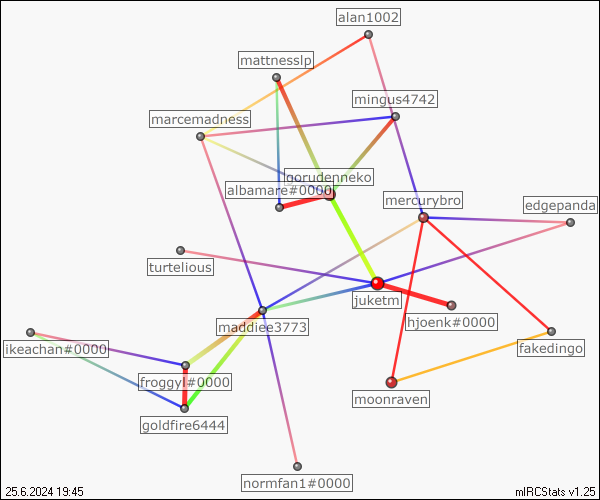 alan1002
mattnesslp
mingus4742
marcemadness
gorudenneko
albamare#0000
mercurybro
edgepanda
turtelious
juketm
hjoenk#0000
maddiee3773
ikeachan#0000
fakedingo
froggyl#0000
moonraven
goldfire6444
normfan1#0000
25.6.2024 19:45
mIRCStats v1.25